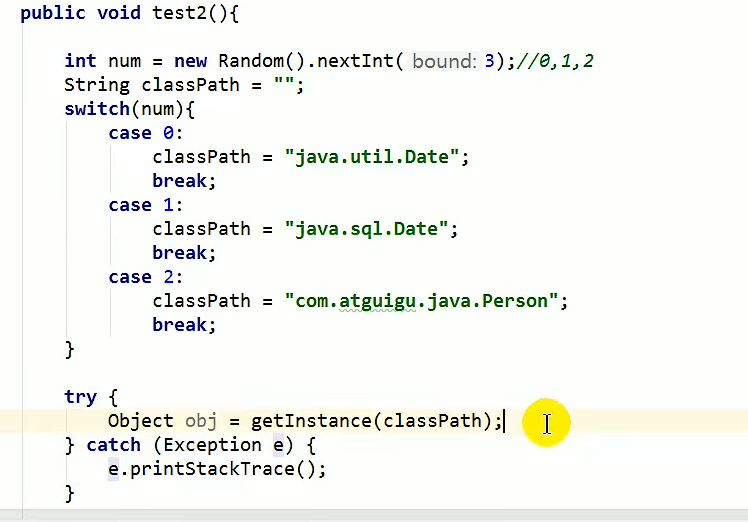 public void test2(){
int num = new Random().nextInt( bound: 3);//0,1,2
String classPath = "";
switch(num){
case 0:
classPath = "java.util.Date";
break;
case 1:
classPath = "java.sql.Date";
break;
case 2:
classPath = "com.atguigu.java.Person";
break;
}
try {
Object obj = getInstance(classPath);
} catch (Exception e) {
e.printStackTrace();
}